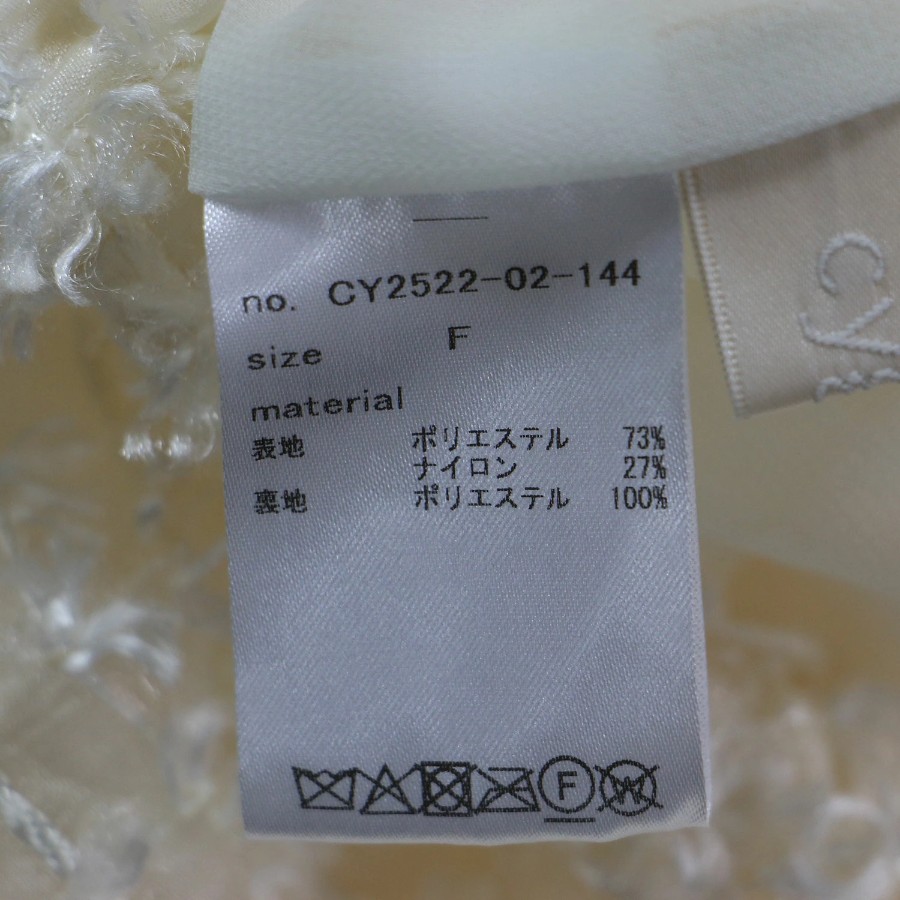 no. CY2522-02-144
size F
material
表地 ポリエステル 73%
ナイロン 27%
裏地 ポリエステル 100%
F W